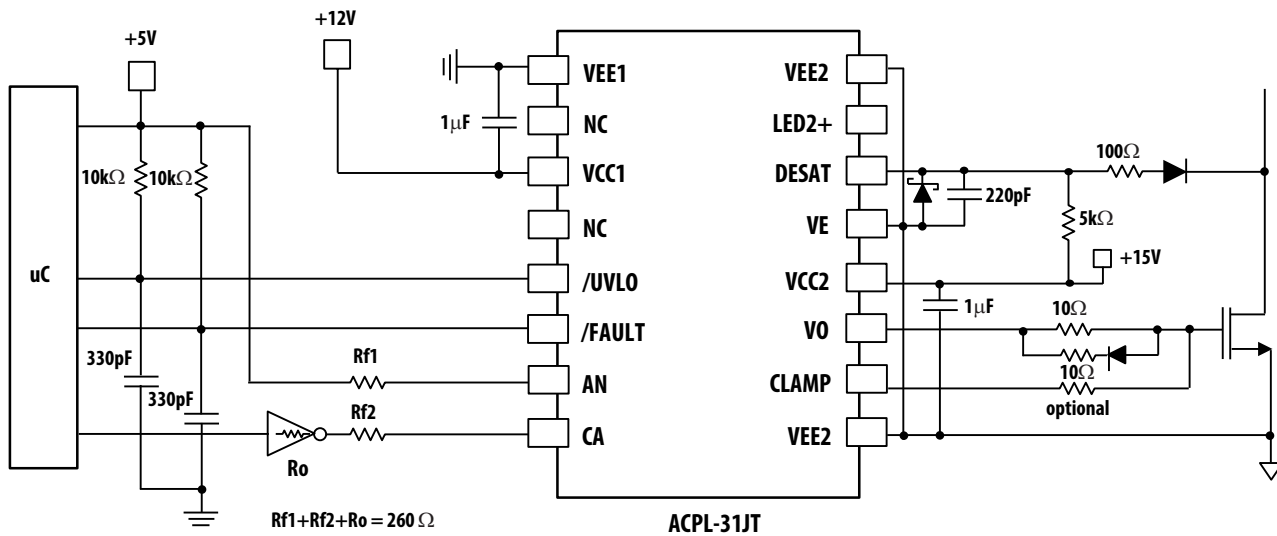 +5V
+12V
VEE1
VEE2
1μF
NC
LED2+
100Ω
10kΩ
10kΩ
VCC1
DESAT
220pF
NC
VE
5kΩ
+15V
uC
/UVLO
VCC2
1μF
10Ω
/FAULT
VO
330pF
Rf1
10Ω
330pF
AN
CLAMP
optional
Rf2
CA
VEE2
Ro
Rf1+Rf2+Ro = 260 Ω
ACPL-31JT